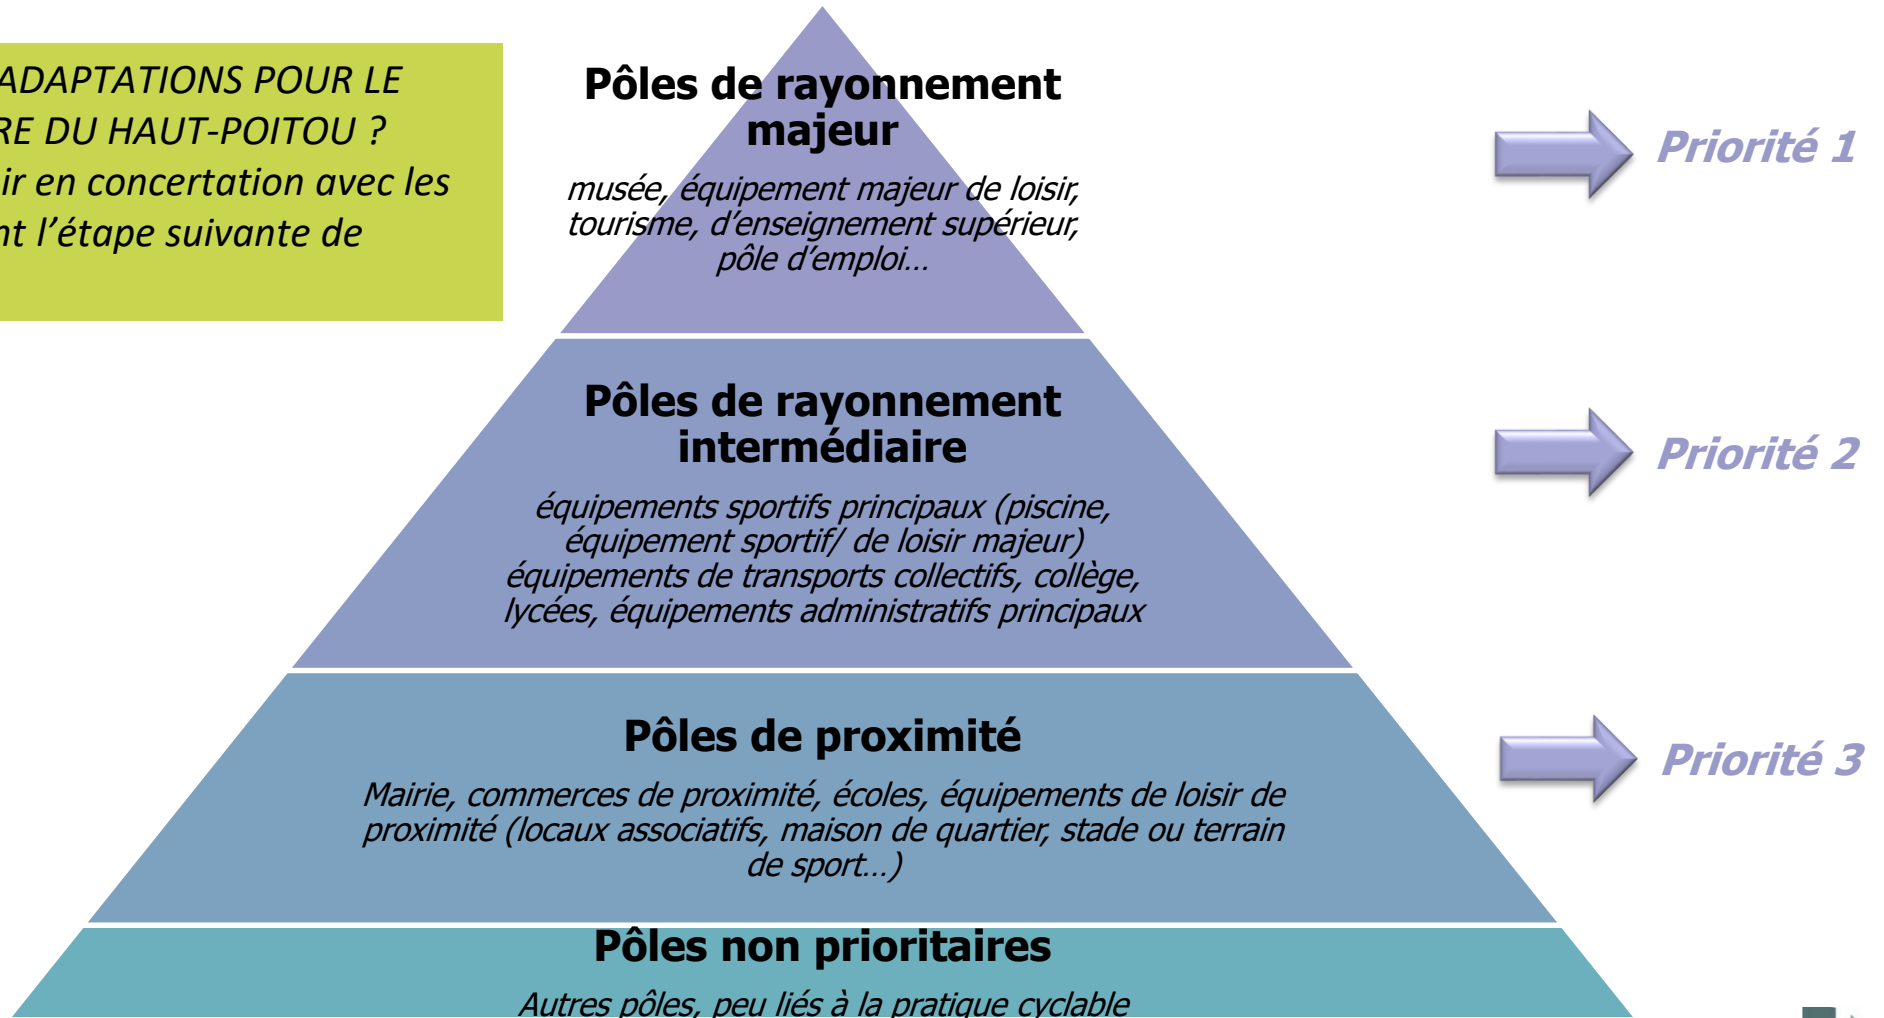 ADAPTATIONS POUR LE
RE DU HAUT-POITOU ?
ir en concertation avec les
nt l’étape suivante de
Pôles de rayonnement
majeur
musée, équipement majeur de loisir,
tourisme, d’enseignement supérieur,
pôle d’emploi…
Priorité 1
Pôles de rayonnement
intermédiaire
équipements sportifs principaux (piscine,
équipement sportif/ de loisir majeur)
équipements de transports collectifs, collège,
lycées, équipements administratifs principaux
Priorité 2
Pôles de proximité
Mairie, commerces de proximité, écoles, équipements de loisir de
proximité (locaux associatifs, maison de quartier, stade ou terrain
de sport…)
Priorité 3
Pôles non prioritaires
Autres pôles, peu liés à la pratique cyclable